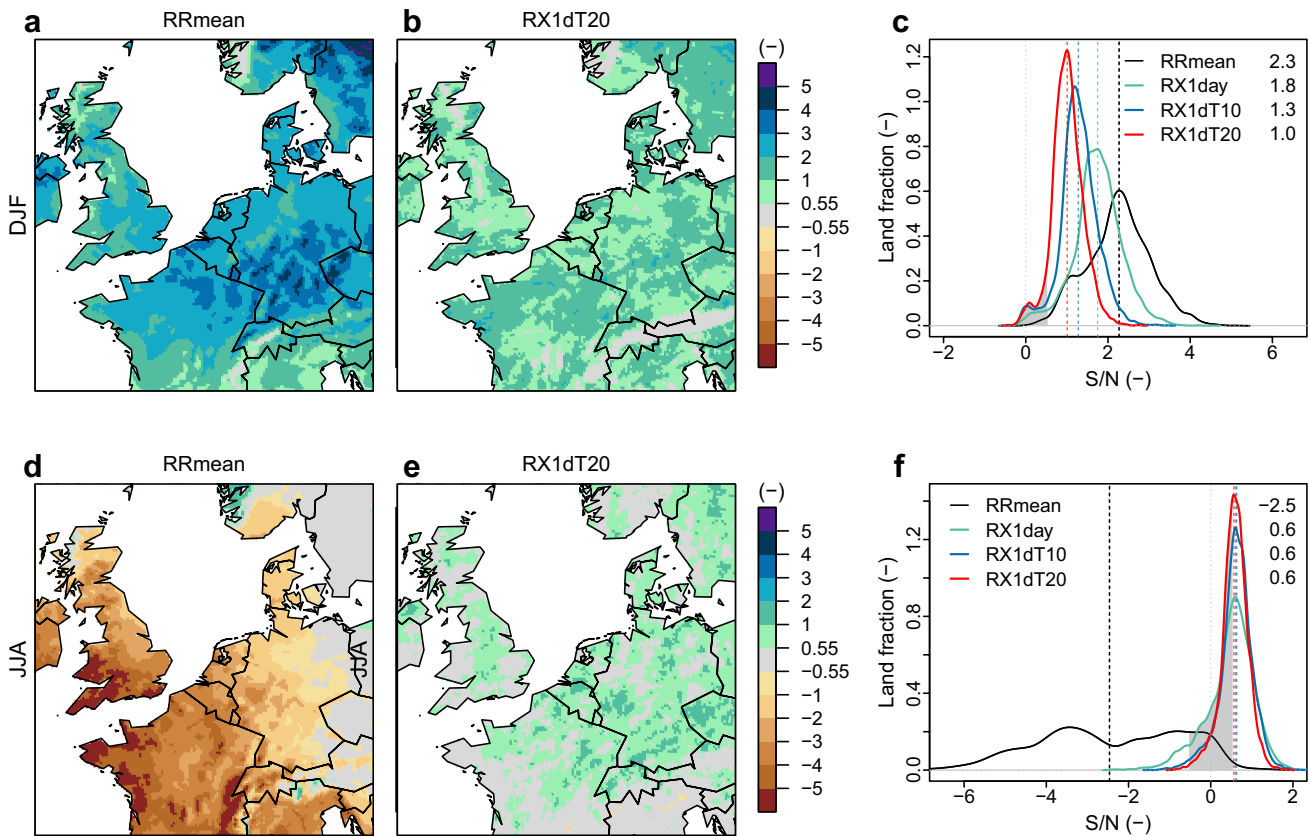 a RRmean
b RX1dT20
c
DJF
(−)
5
4
3
2
1
0.55
−0.55
−1
−2
−3
−4
−5
Land fraction (−)
1.2
1.0
0.8
0.6
0.4
0.2
0.0
RRmean 2.3
RX1day 1.8
RX1dT10 1.3
RX1dT20 1.0
−2 0 2 4 6
S/N (−)
d RRmean
e RX1dT20
f
JJA
JJA
(−)
5
4
3
2
1
0.55
−0.55
−1
−2
−3
−4
−5
Land fraction (−)
1.2
0.8
0.4
0.0
RRmean −2.5
RX1day 0.6
RX1dT10 0.6
RX1dT20 0.6
−6 −4 −2 0 2
S/N (−)